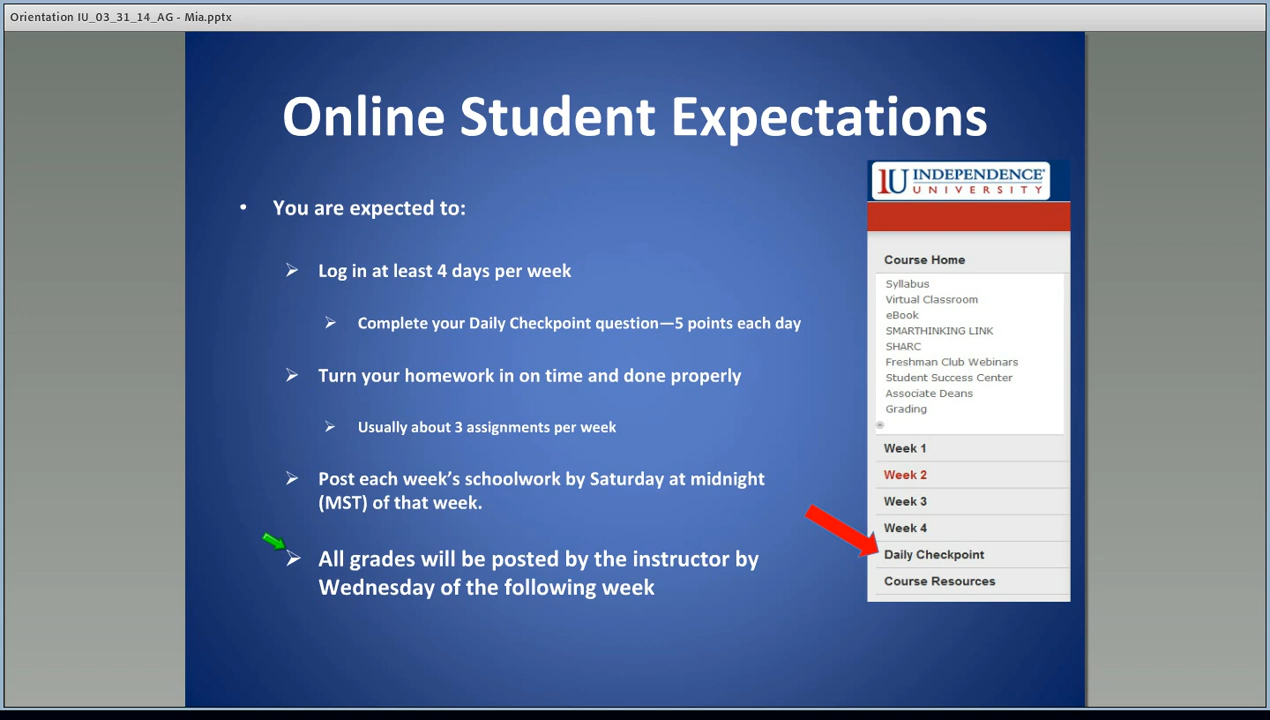 Orientation IU_03_31_14_AG - Mia.pptx
Online Student Expectations
• You are expected to:
Log in at least 4 days per week
Complete your Daily Checkpoint question—5 points each day
Turn your homework in on time and done properly
Usually about 3 assignments per week
Post each week’s schoolwork by Saturday at midnight
(MST) of that week.
All grades will be posted by the instructor by
Wednesday of the following week
IU INDEPENDENCE
UNIVERSITY
Course Home
Syllabus
Virtual Classroom
eBook
SMARTHINKING LINK
SHARC
Freshman Club Webinars
Student Success Center
Associate Deans
Grading
Week 1
Week 2
Week 3
Week 4
Daily Checkpoint
Course Resources